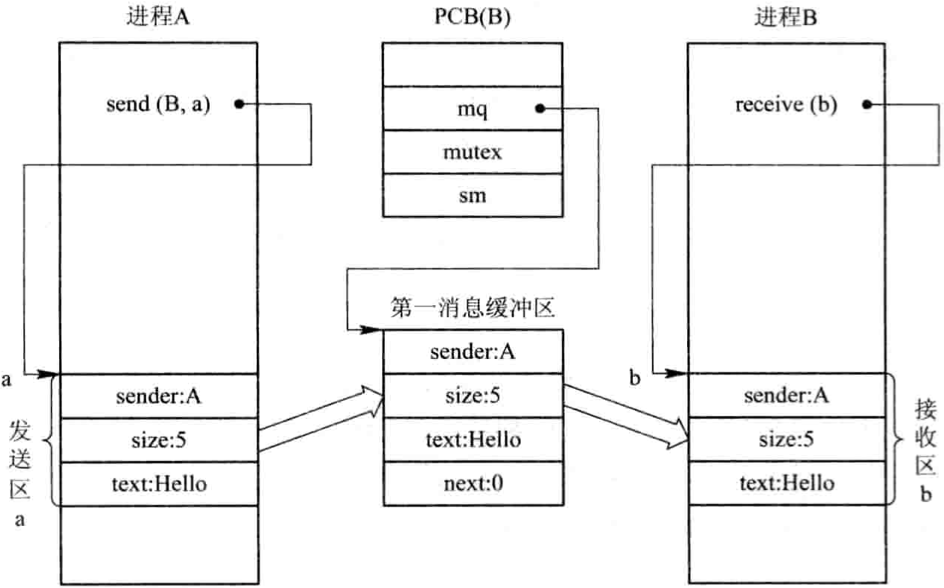 进程A
PCB(B)
进程B
send (B, a)
mq
mutex
sm
receive (b)
第一消息缓冲区
sender:A
size:5
text:Hello
next:0
a
sender:A
size:5
text:Hello
发送区a
b
sender:A
size:5
text:Hello
接收区b